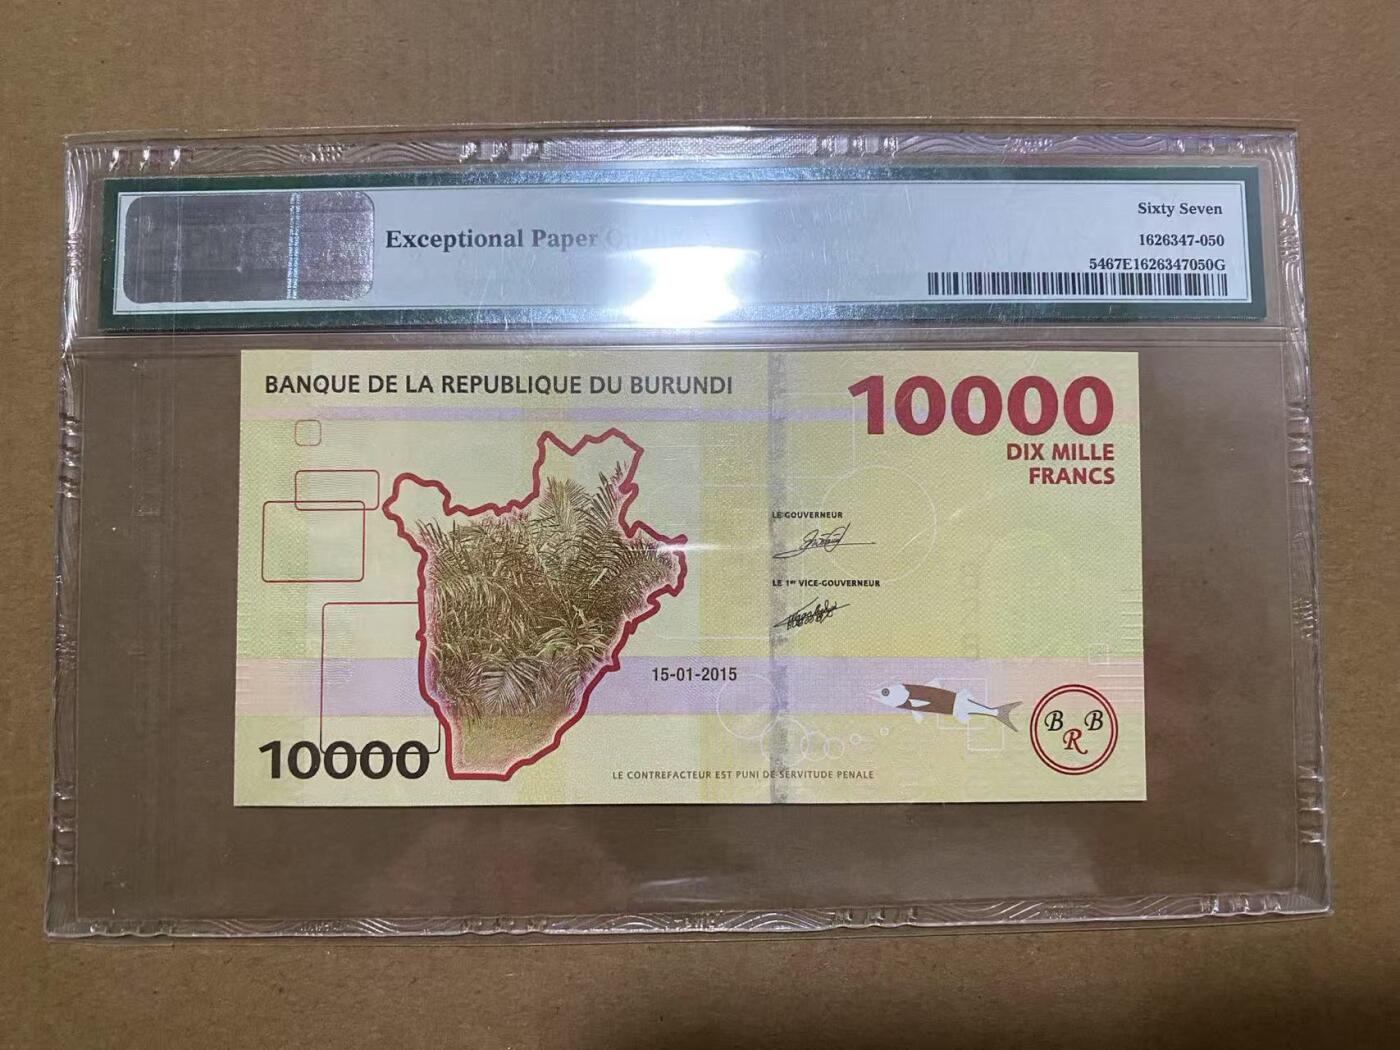 Exceptional Paper
Sixty Seven
1626347-050
5467E1626347050G
BANQUE DE LA REPUBLIQUE DU BURUNDI
10000
DIX MILLE
FRANCS
LE GOUVERNEUR
LE 1er VICE-GOUVERNEUR
15-01-2015
B R B
10000
LE CONTREFACTEUR EST PUNI DE SERVITUDE PENALE